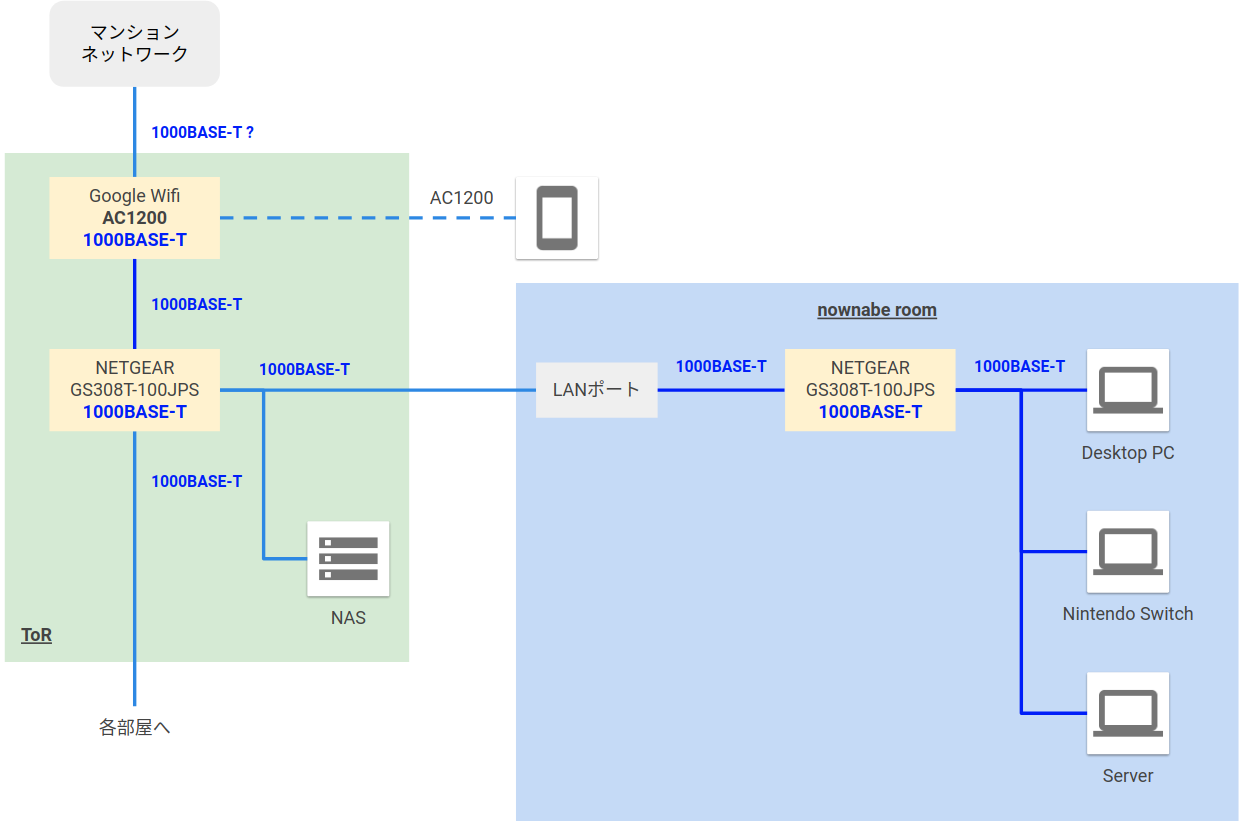 マンション
ネットワーク
1000BASE-T ?
Google Wifi
AC1200
1000BASE-T
AC1200
1000BASE-T
nownabe room
NETGEAR
GS308T-100JPS
1000BASE-T
1000BASE-T
LANポート
1000BASE-T
NETGEAR
GS308T-100JPS
1000BASE-T
1000BASE-T
Desktop PC
1000BASE-T
NAS
Nintendo Switch
ToR
各部屋へ
Server